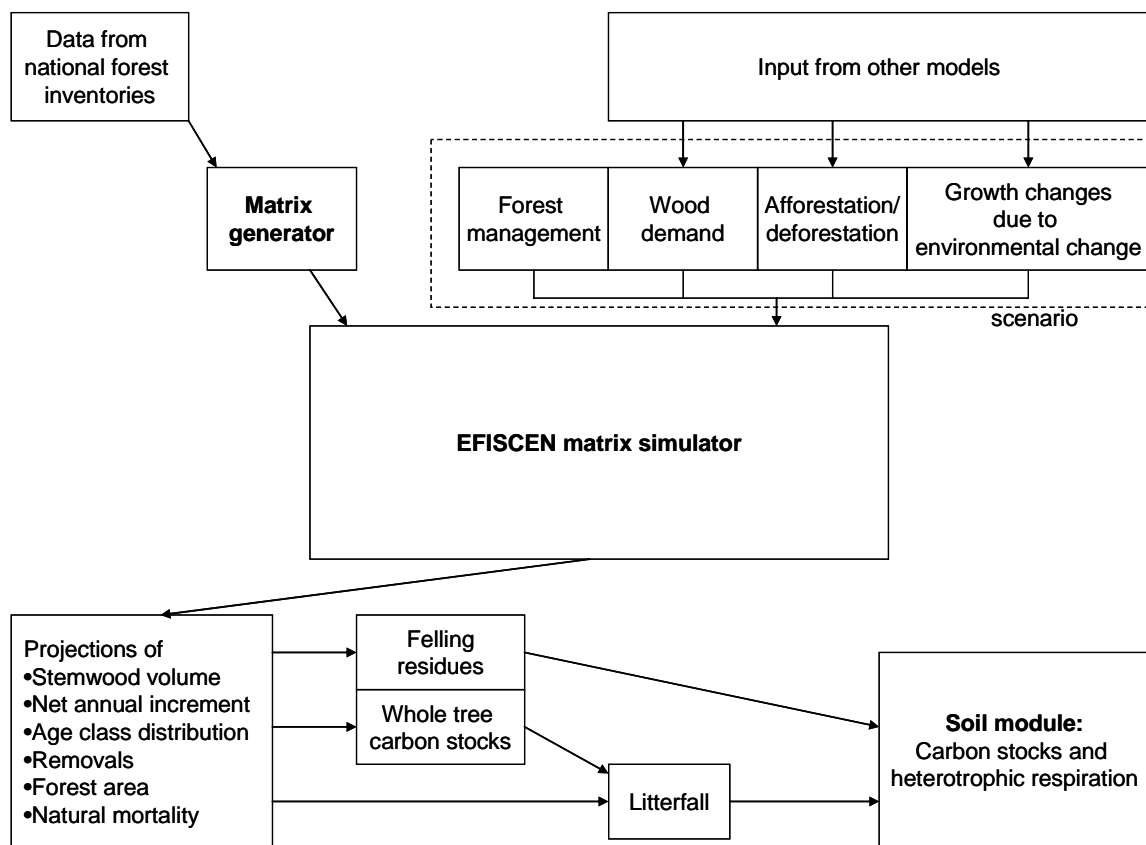 Data from
national forest
inventories
Input from other models
Matrix
generator
Forest
management
Wood
demand
Afforestation/
deforestation
Growth changes
due to
environmental change
scenario
EFISCEN matrix simulator
Projections of
•Stemwood volume
•Net annual increment
•Age class distribution
•Removals
•Forest area
•Natural mortality
Felling
residues
Whole tree
carbon stocks
Litterfall
Soil module:
Carbon stocks and
heterotrophic respiration